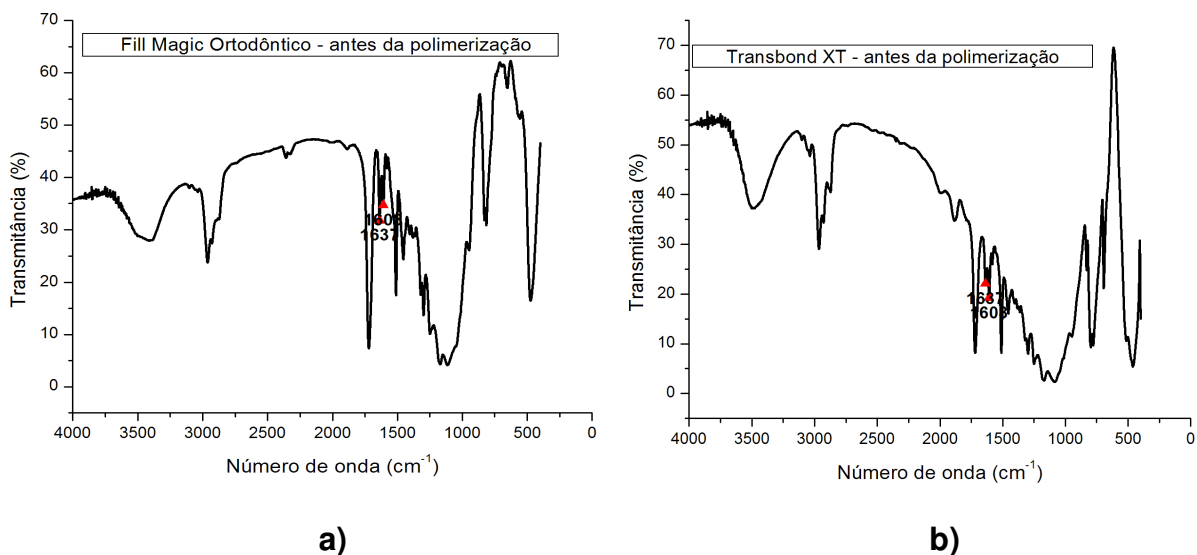 Fill Magic Ortodôntico - antes da polimerização
70
60
50
40
30
20
10
0
Transmitância (%)
1608
1637
4000 3500 3000 2500 2000 1500 1000 500 0
Número de onda (cm⁻¹)
a)
Transbond XT - antes da polimerização
70
60
50
40
30
20
10
0
Transmitância (%)
1637
1608
4000 3500 3000 2500 2000 1500 1000 500 0
Número de onda (cm⁻¹)
b)